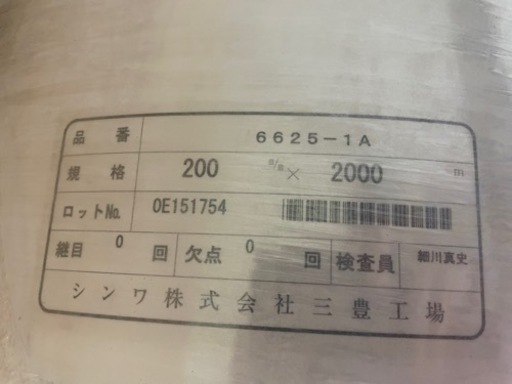 品番 6625-1A
規格 200 m/m × 2000 m
ロットNo. 0E151754
継目 0 回 欠点 0 回 検査員 細川真史
シンワ株式会社三豊工場